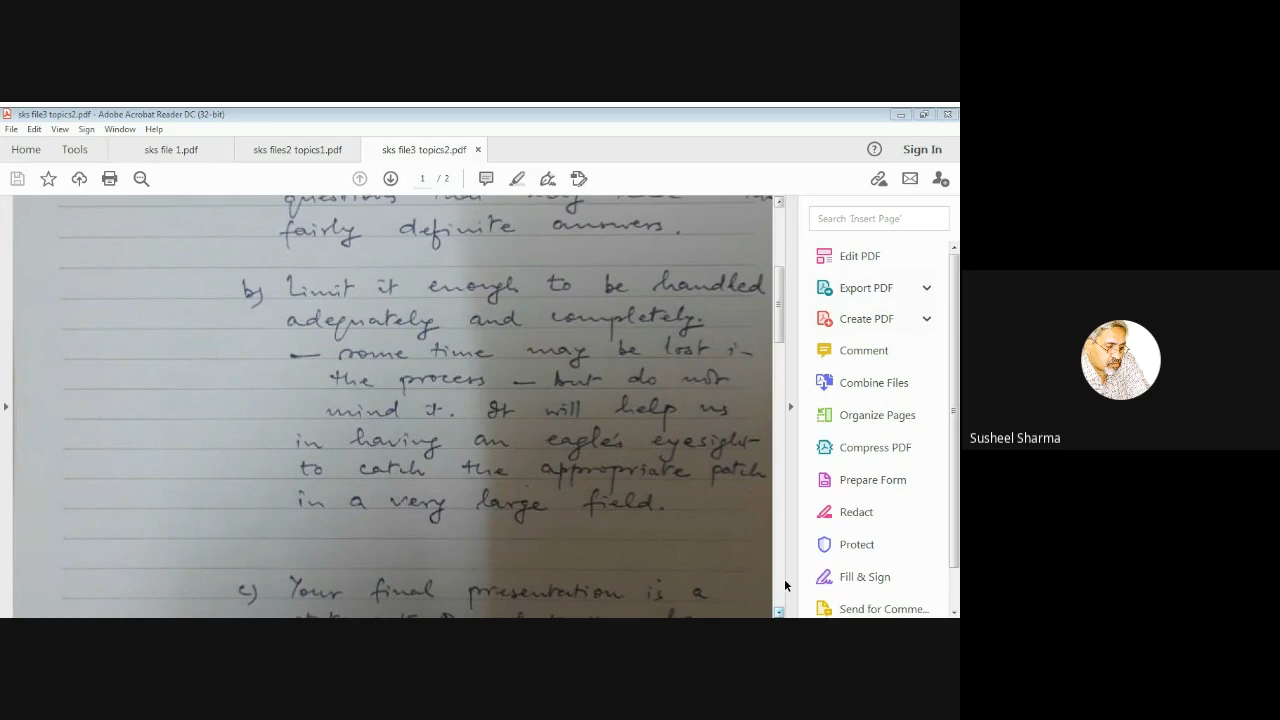 sks file3 topics2.pdf - Adobe Acrobat Reader DC (32-bit)
File Edit View Sign Window Help
Home Tools sks file 1.pdf sks files2 topics1.pdf sks file3 topics2.pdf × Sign In
1 / 2
questions that may
fairly definite answers.
b) Limit it enough to be handled
adequately and completely.
— some time may be lost in
the process — but do not
mind it. It will help us
in having an eagle's eyesight
to catch the appropriate patch
in a very large field.
c) Your final presentation is a
Search 'Insert Page'
Edit PDF
Export PDF
Create PDF
Comment
Combine Files
Organize Pages
Compress PDF
Prepare Form
Redact
Protect
Fill & Sign
Send for Comme...
Susheel Sharma